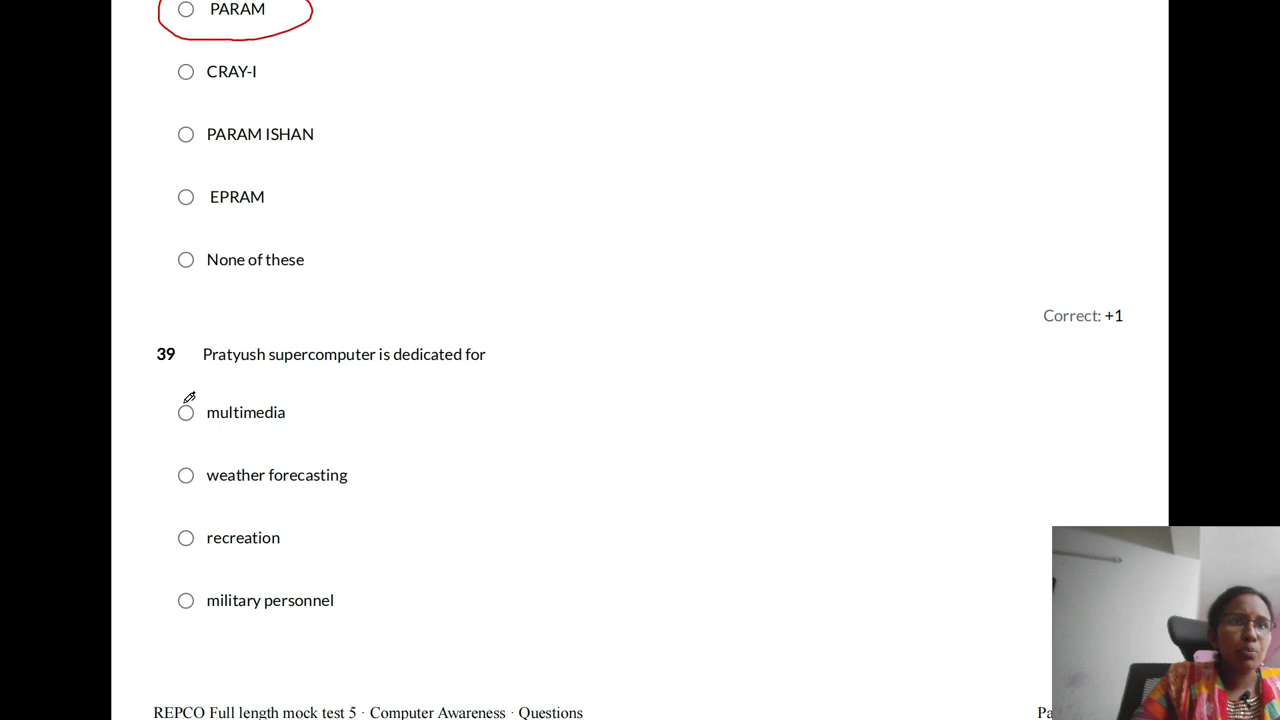 PARAM
CRAY-I
PARAM ISHAN
EPRAM
None of these
Correct: +1
39 Pratyush supercomputer is dedicated for
multimedia
weather forecasting
recreation
military personnel
REPCO Full length mock test 5 · Computer Awareness · Questions